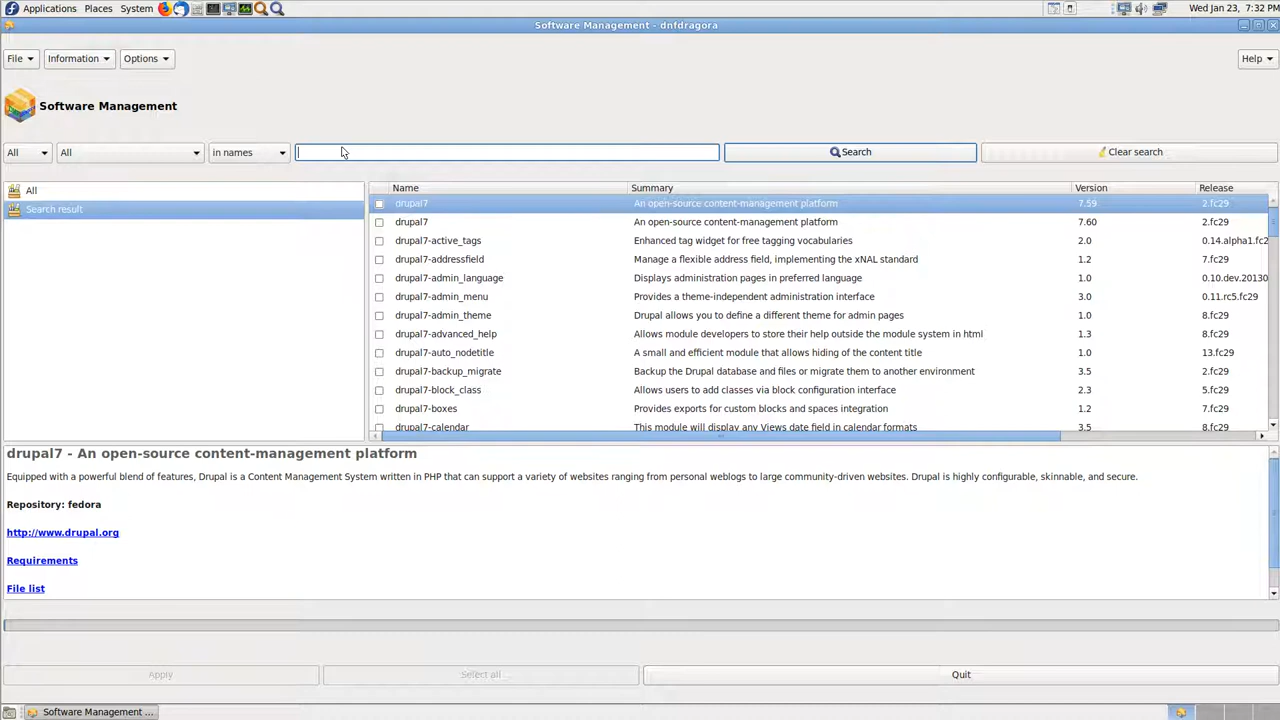 Applications Places System Wed Jan 23, 7:32 PM
Software Management - dnfdragora
File Information Options Help
Software Management
All All in names Search Clear search
All
Search result
Name Summary Version Release
drupal7 An open-source content-management platform 7.59 2.fc29
drupal7 An open-source content-management platform 7.60 2.fc29
drupal7-active_tags Enhanced tag widget for free tagging vocabularies 2.0 0.14.alpha1.fc2
drupal7-addressfield Manage a flexible address field, implementing the xNAL standard 1.2 7.fc29
drupal7-admin_language Displays administration pages in preferred language 1.0 0.10.dev.20130
drupal7-admin_menu Provides a theme-independent administration interface 3.0 0.11.rc5.fc29
drupal7-admin_theme Drupal allows you to define a different theme for admin pages 1.0 8.fc29
drupal7-advanced_help Allows module developers to store their help outside the module system in html 1.3 8.fc29
drupal7-auto_nodetitle A small and efficient module that allows hiding of the content title 1.0 13.fc29
drupal7-backup_migrate Backup the Drupal database and files or migrate them to another environment 3.5 2.fc29
drupal7-block_class Allows users to add classes via block configuration interface 2.3 5.fc29
drupal7-boxes Provides exports for custom blocks and spaces integration 1.2 7.fc29
drupal7-calendar This module will display any Views date field in calendar formats 3.5 8.fc29
drupal7 - An open-source content-management platform
Equipped with a powerful blend of features, Drupal is a Content Management System written in PHP that can support a variety of websites ranging from personal weblogs to large community-driven websites. Drupal is highly configurable, skinnable, and secure.
Repository: fedora
http://www.drupal.org
Requirements
File list
Apply Select all Quit
Software Management ...